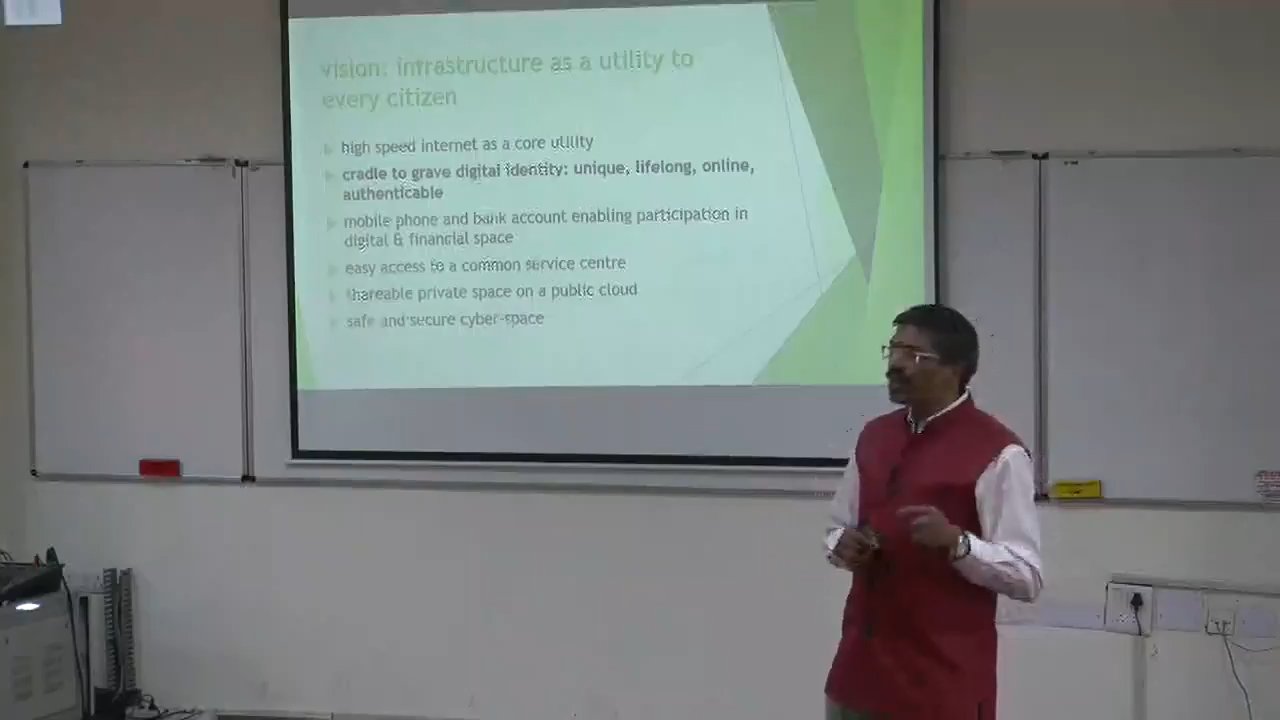 vision: infrastructure as a utility to
every citizen
high speed internet as a core utility
cradle to grave digital identity: unique, lifelong, online,
authenticable
mobile phone and bank account enabling participation in
digital & financial space
easy access to a common service centre
shareable private space on a public cloud
safe and secure cyber-space